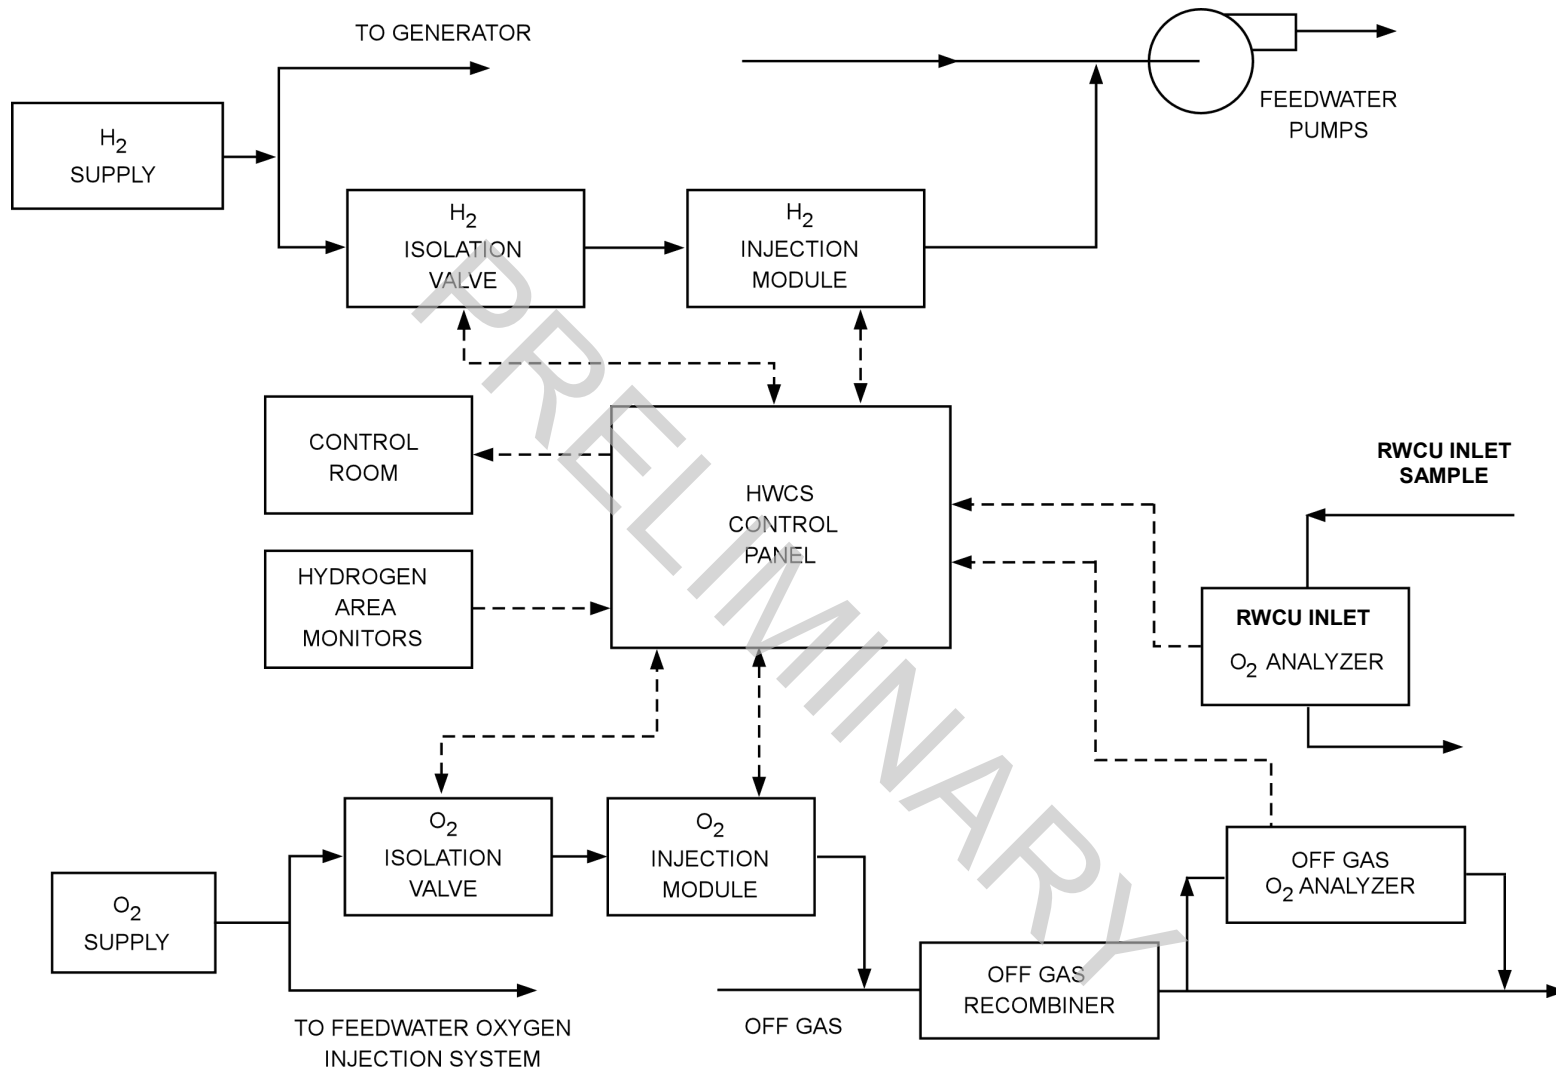 TO GENERATOR
FEEDWATER
PUMPS
H2
SUPPLY
H2
ISOLATION
VALVE
H2
INJECTION
MODULE
CONTROL
ROOM
HWCS
CONTROL
PANEL
RWCU INLET
SAMPLE
HYDROGEN
AREA
MONITORS
RWCU INLET
O2 ANALYZER
O2
ISOLATION
VALVE
O2
INJECTION
MODULE
OFF GAS
O2 ANALYZER
O2
SUPPLY
OFF GAS
RECOMBINER
TO FEEDWATER OXYGEN
INJECTION SYSTEM
OFF GAS
PRELIMINARY